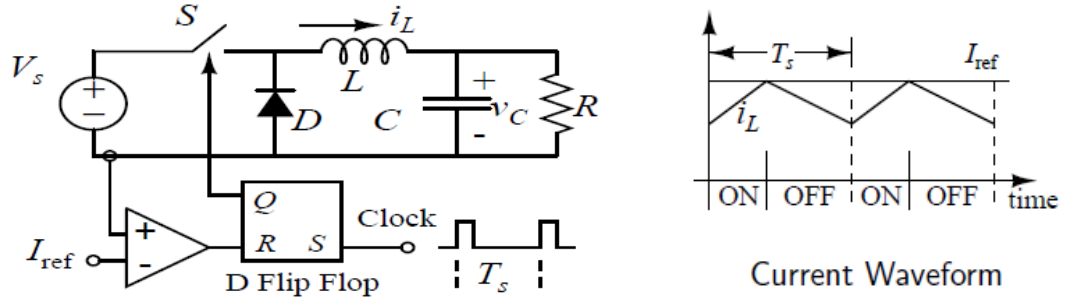 S
i_L
V_s
+
−
L
D
C
+
v_C
-
R
Q
Clock
+
I_ref
-
R
S
D Flip Flop
T_s
T_s
I_ref
i_L
ON
OFF
ON
OFF
time
Current Waveform